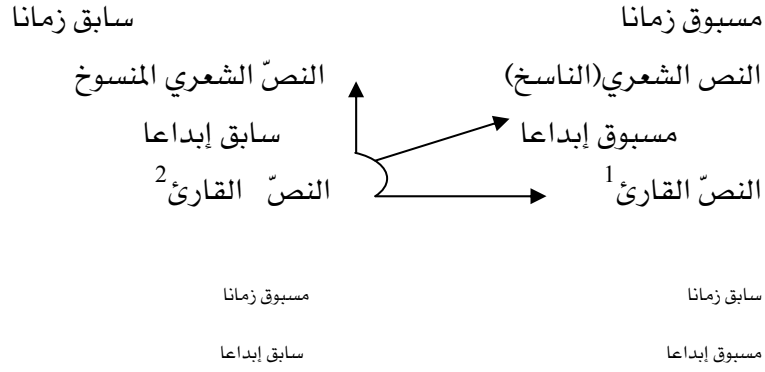 مسبوق زمانا سابق زمانا
النص الشعري(الناسخ) النصّ الشعري المنسوخ
مسبوق إبداعا سابق إبداعا
النصّ القارئ1 النصّ القارئ2
سابق زمانا مسبوق زمانا
مسبوق إبداعا سابق إبداعا